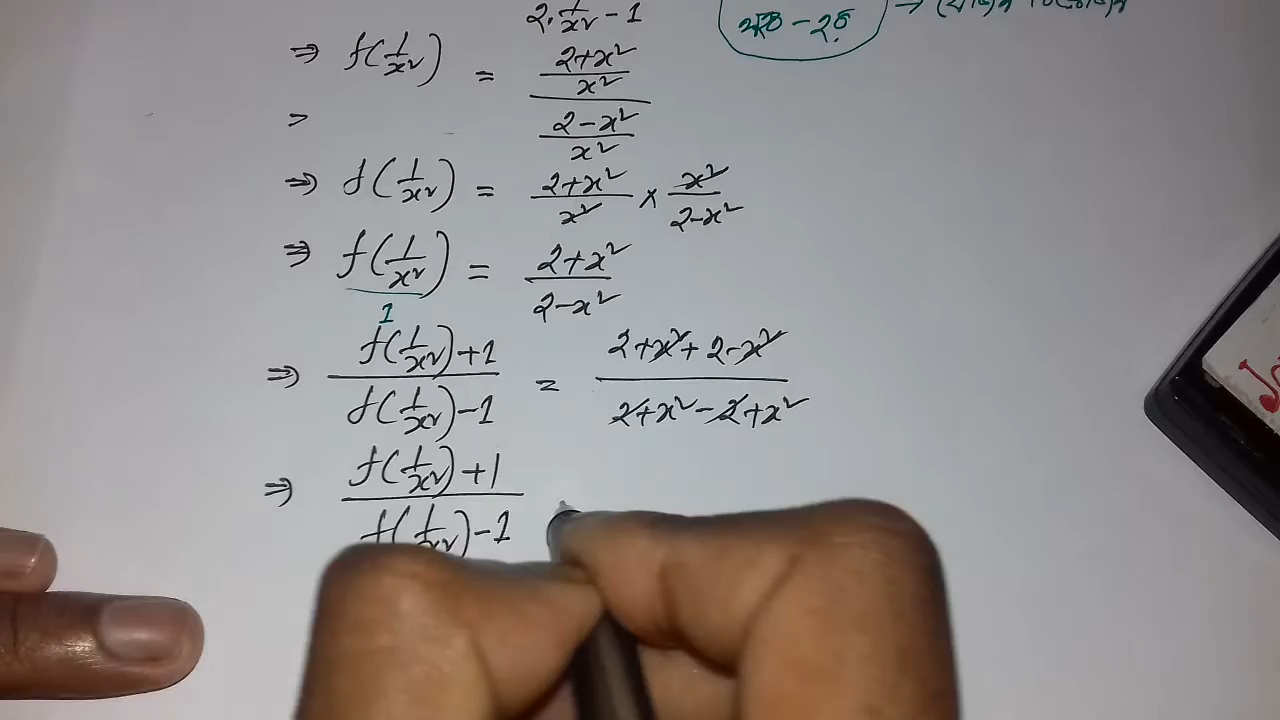 2.1/x² - 1
⇒ f(1/x²) = ((2+x²)/x²)/((2-x²)/x²)
>
⇒ f(1/x²) = (2+x²)/x² × x²/(2-x²)
⇒ f(1/x²)/1 = (2+x²)/(2-x²)
⇒ (f(1/x²)+1)/(f(1/x²)-1) = (2+x²+2-x²)/(2+x²-2+x²)
⇒ (f(1/x²)+1)/(f(1/x²)-1)